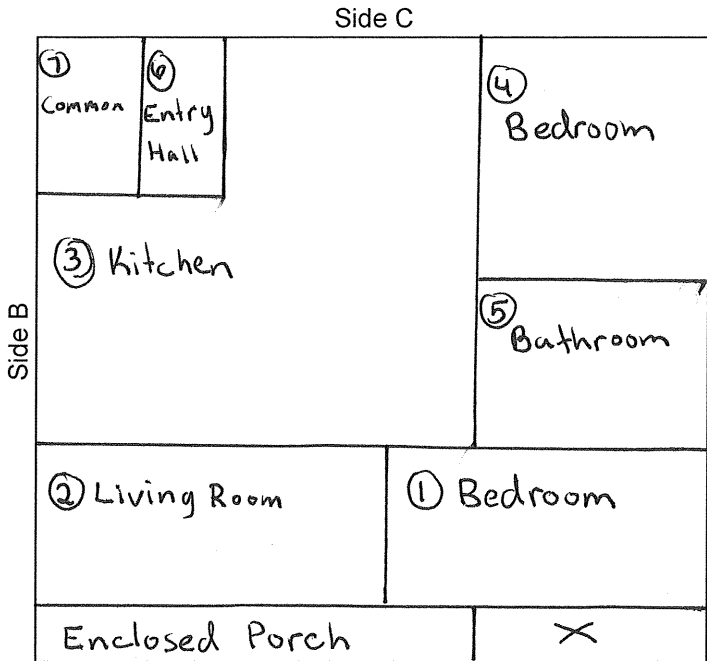 Side C
⑦
Common
⑥
Entry
Hall
④
Bedroom
③ Kitchen
⑤
Bathroom
Side B
② Living Room
① Bedroom
Enclosed Porch
X